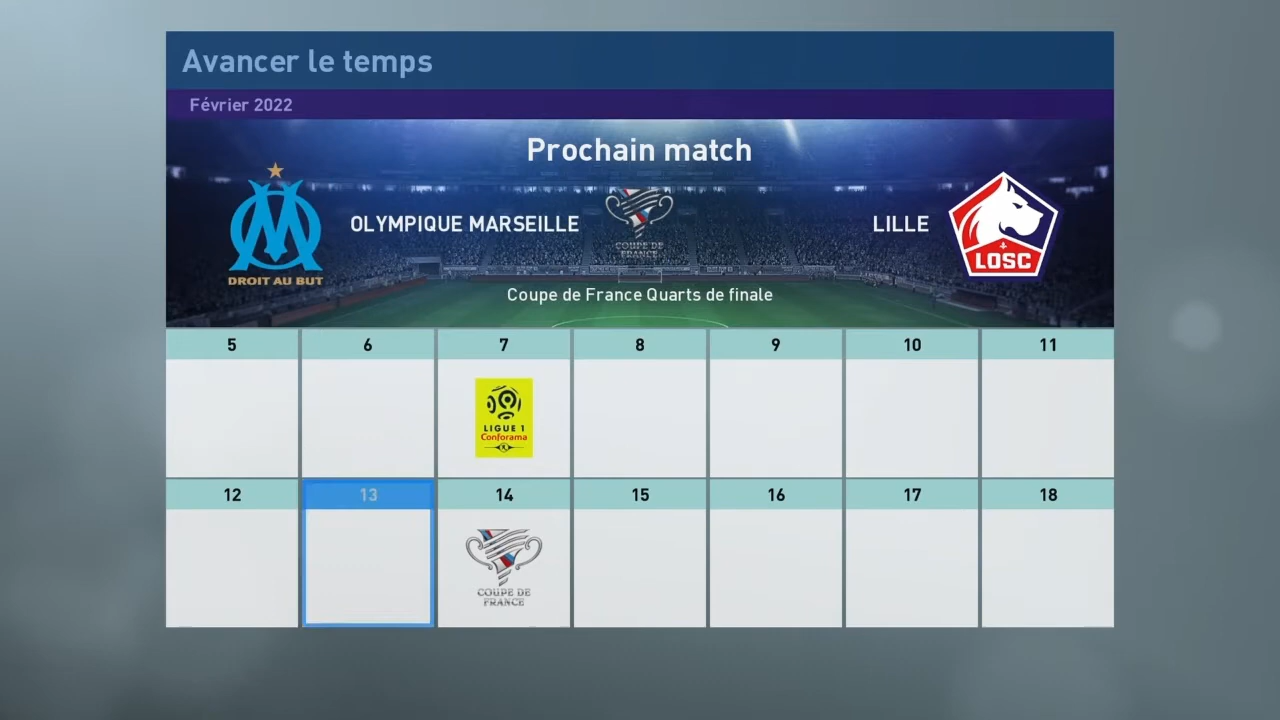 Avancer le temps
Février 2022
Prochain match
OLYMPIQUE MARSEILLE
COUPE DE
FRANCE
LILLE
LOSC
DROIT AU BUT
Coupe de France Quarts de finale
5 6 7 8 9 10 11
LIGUE 1
Conforama
12 13 14 15 16 17 18
COUPE DE
FRANCE